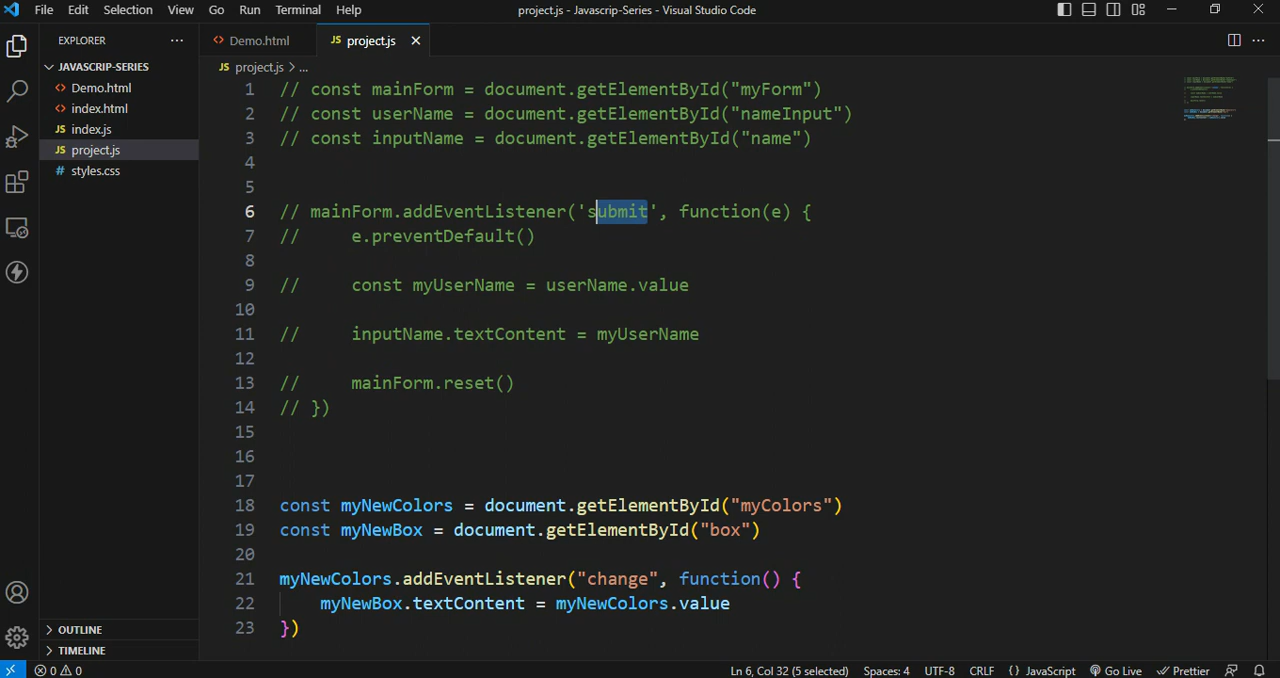 File Edit Selection View Go Run Terminal Help project.js - Javascrip-Series - Visual Studio Code
EXPLORER ··· <> Demo.html JS project.js ×
JAVASCRIP-SERIES JS project.js > ...
<> Demo.html
<> index.html
JS index.js
JS project.js
# styles.css
1 // const mainForm = document.getElementById("myForm")
2 // const userName = document.getElementById("nameInput")
3 // const inputName = document.getElementById("name")
4
5
6 // mainForm.addEventListener('submit', function(e) {
7 //     e.preventDefault()
8
9 //     const myUserName = userName.value
10
11 //     inputName.textContent = myUserName
12
13 //     mainForm.reset()
14 // })
15
16
17
18 const myNewColors = document.getElementById("myColors")
19 const myNewBox = document.getElementById("box")
20
21 myNewColors.addEventListener("change", function() {
22     myNewBox.textContent = myNewColors.value
23 })
OUTLINE
TIMELINE
0 0 Ln 6, Col 32 (5 selected) Spaces: 4 UTF-8 CRLF {} JavaScript Go Live Prettier